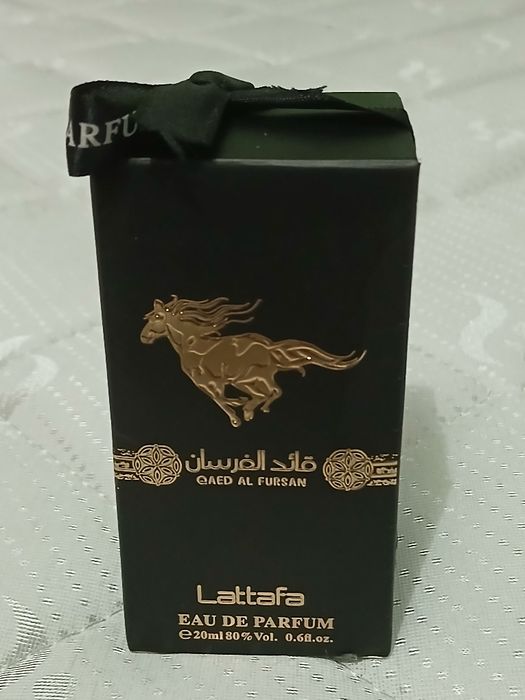 ARFU
قائد الفرسان
QAED AL FURSAN
Lattafa
EAU DE PARFUM
℮20ml 80% Vol. 0.6fl.oz.